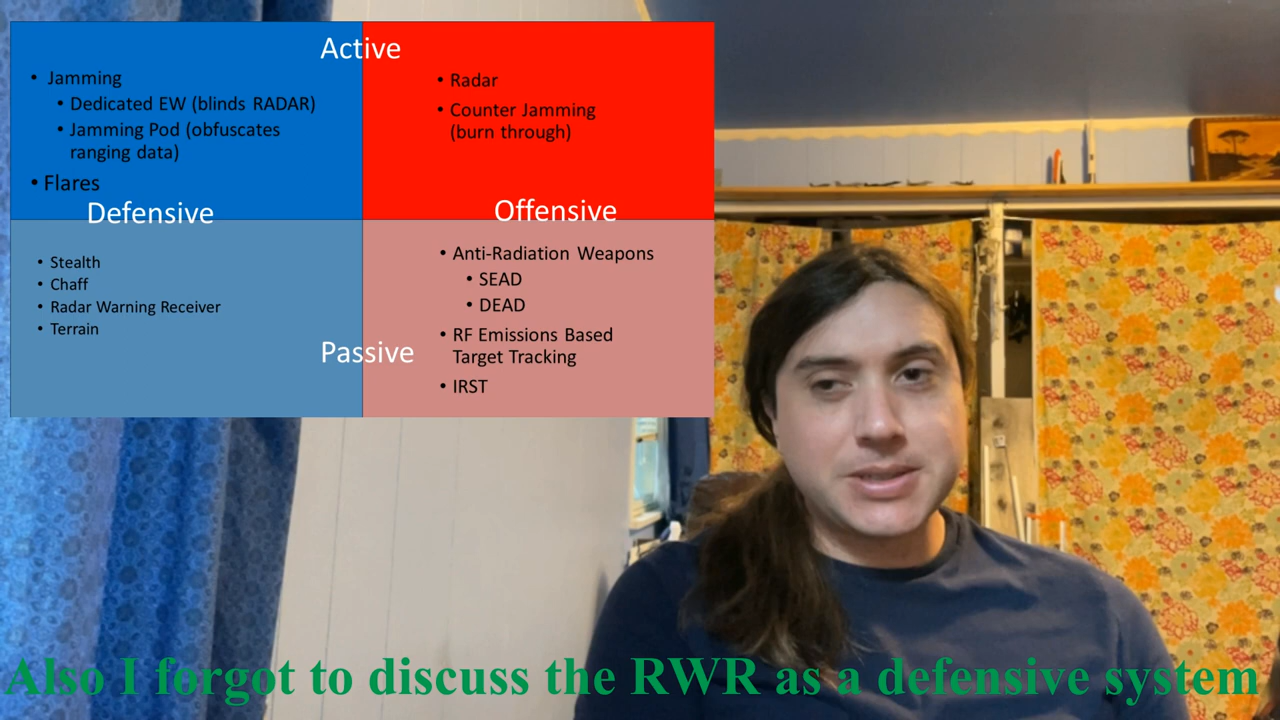 Active
• Jamming
• Dedicated EW (blinds RADAR)
• Jamming Pod (obfuscates
ranging data)
• Flares
Defensive
• Radar
• Counter Jamming
(burn through)
Offensive
• Stealth
• Chaff
• Radar Warning Receiver
• Terrain
Passive
• Anti-Radiation Weapons
• SEAD
• DEAD
• RF Emissions Based
Target Tracking
• IRST
Also I forgot to discuss the RWR as a defensive system